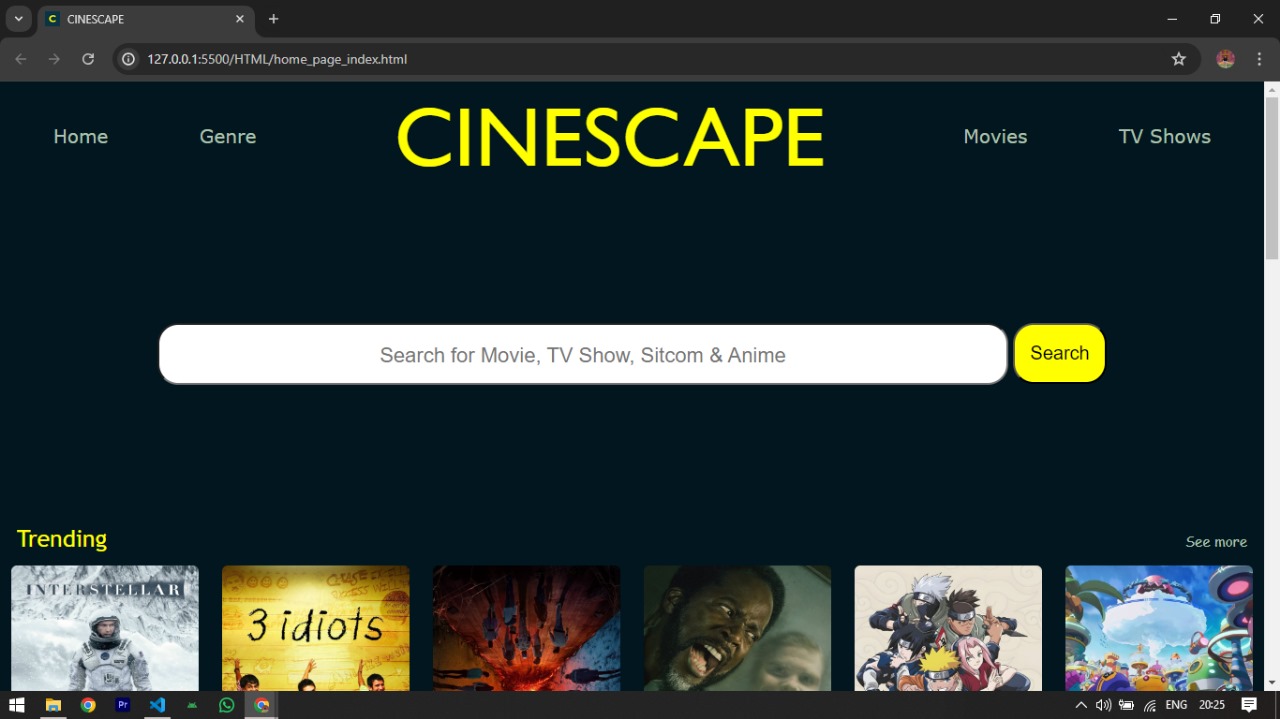 C CINESCAPE
127.0.0.1:5500/HTML/home_page_index.html
Home Genre CINESCAPE Movies TV Shows
Search for Movie, TV Show, Sitcom & Anime Search
Trending See more
INTERSTELLAR
3 idiots
Pr ENG 20:25